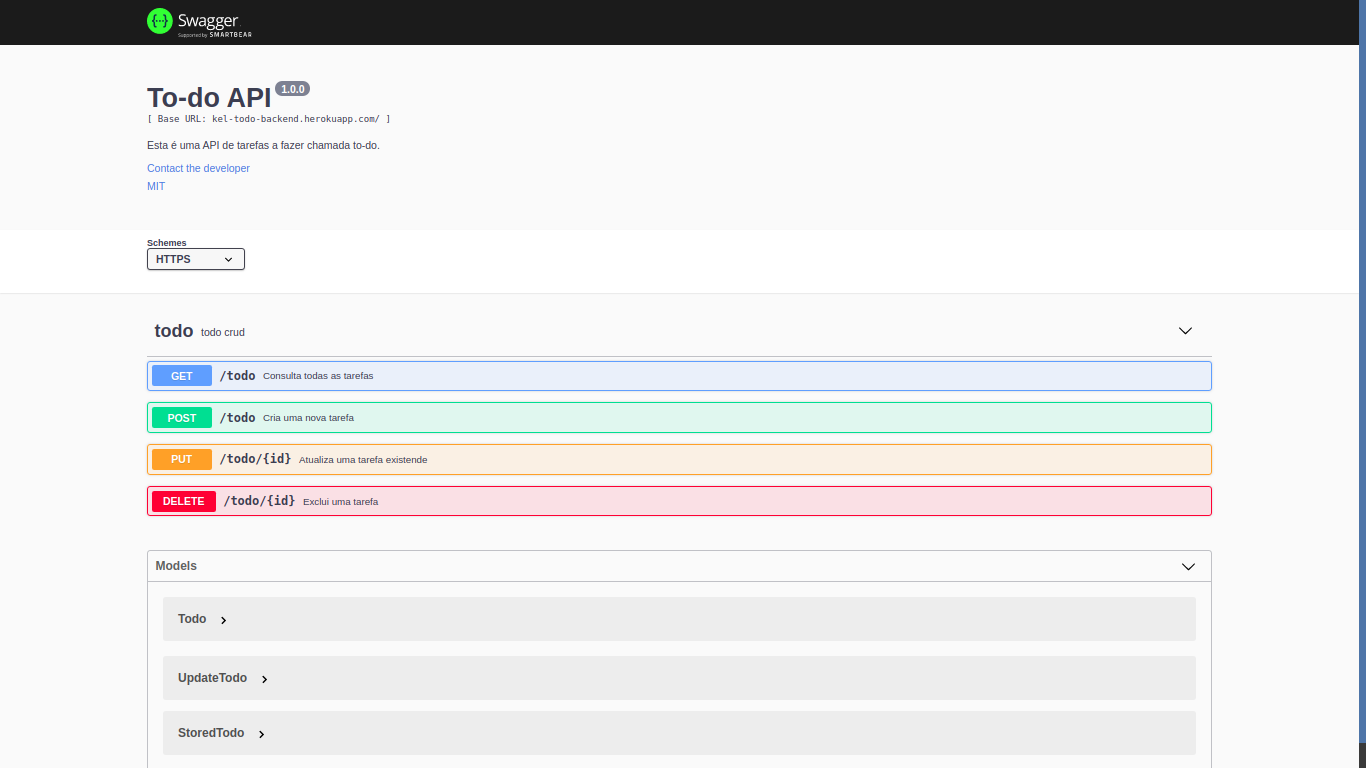 Swagger
Supported by SMARTBEAR
To-do API 1.0.0
[ Base URL: kel-todo-backend.herokuapp.com/ ]
Esta é uma API de tarefas a fazer chamada to-do.
Contact the developer
MIT
Schemes
HTTPS
todo todo crud
GET /todo Consulta todas as tarefas
POST /todo Cria uma nova tarefa
PUT /todo/{id} Atualiza uma tarefa existende
DELETE /todo/{id} Exclui uma tarefa
Models
Todo
UpdateTodo
StoredTodo